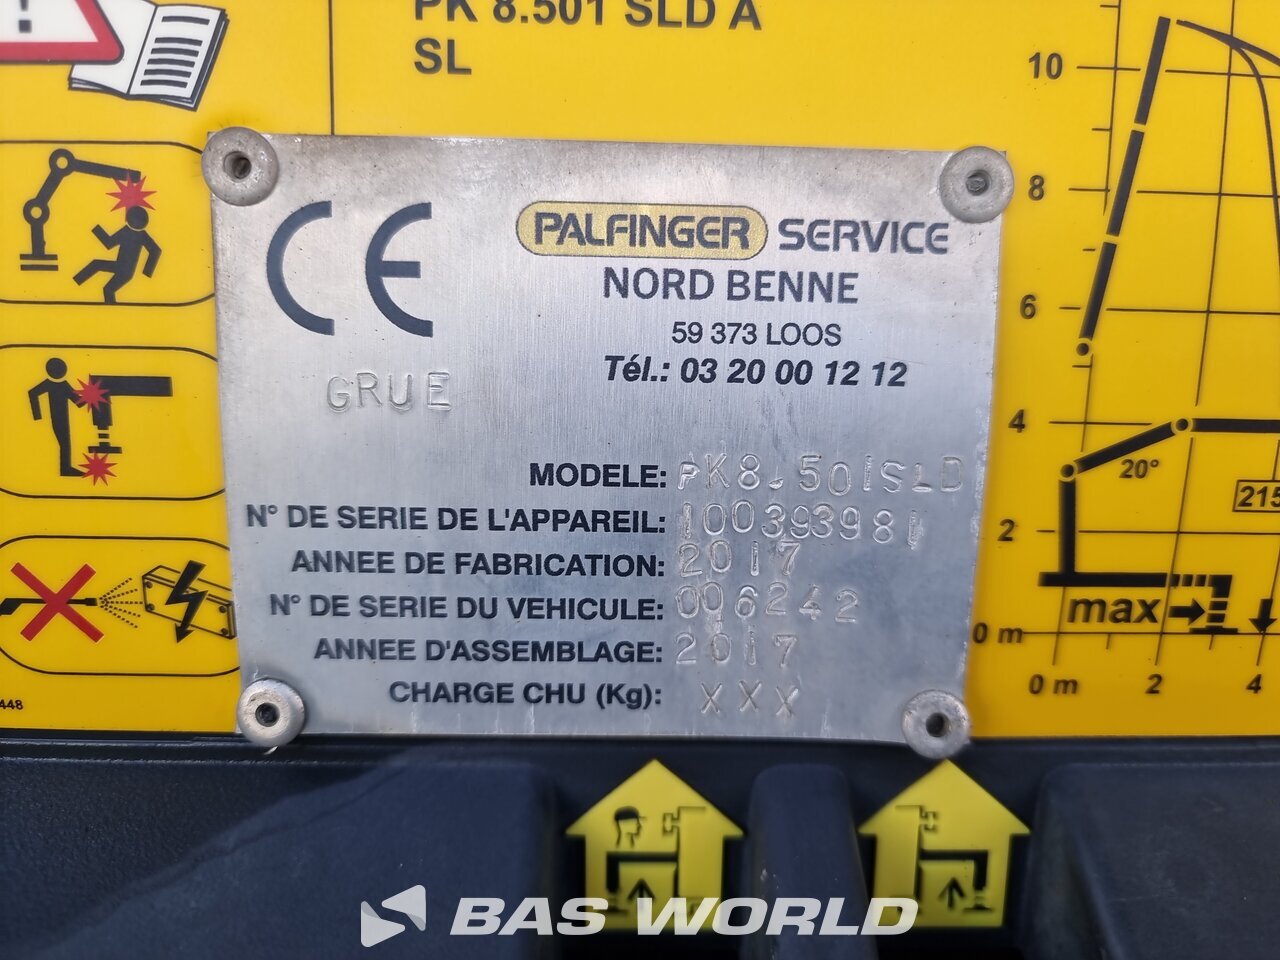 PK 8.501 SLD A
SL
CE
PALFINGER SERVICE
NORD BENNE
59 373 LOOS
Tél.: 03 20 00 12 12
GRUE
MODELE: PK8.501SLD
N° DE SERIE DE L'APPAREIL: 100393981
ANNEE DE FABRICATION: 2017
N° DE SERIE DU VEHICULE: 006242
ANNEE D'ASSEMBLAGE: 2017
CHARGE CHU (Kg): XXX
10
8
6
4
20°
215
2
max
0 m
0 m 2 4
448
BAS WORLD